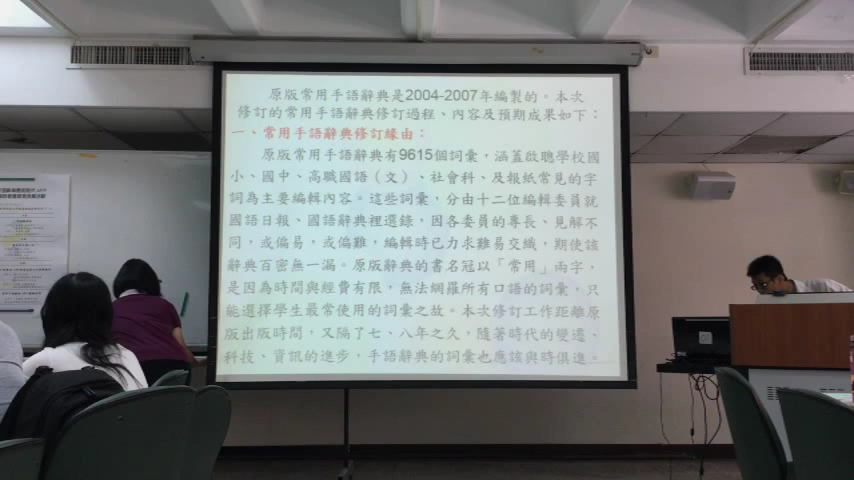 原版常用手語辭典是2004-2007年編製的。本次
修訂的常用手語辭典修訂過程、內容及預期成果如下：
一、常用手語辭典修訂緣由：
原版常用手語辭典有9615個詞彙，涵蓋啟聰學校國
小、國中、高職國語（文）、社會科、及報紙常見的字
詞為主要編輯內容。這些詞彙，分由十二位編輯委員就
國語日報、國語辭典裡選錄，因各委員的專長、見解不
同，或偏易，或偏難，編輯時已力求難易交織，期使該
辭典百密無一漏。原版辭典的書名冠以「常用」兩字，
是因為時間與經費有限，無法網羅所有口語的詞彙，只
能選擇學生最常使用的詞彙之故。本次修訂工作距離原
版出版時間，又隔了七、八年之久，隨著時代的變遷、
科技、資訊的進步，手語辭典的詞彙也應該與時俱進。